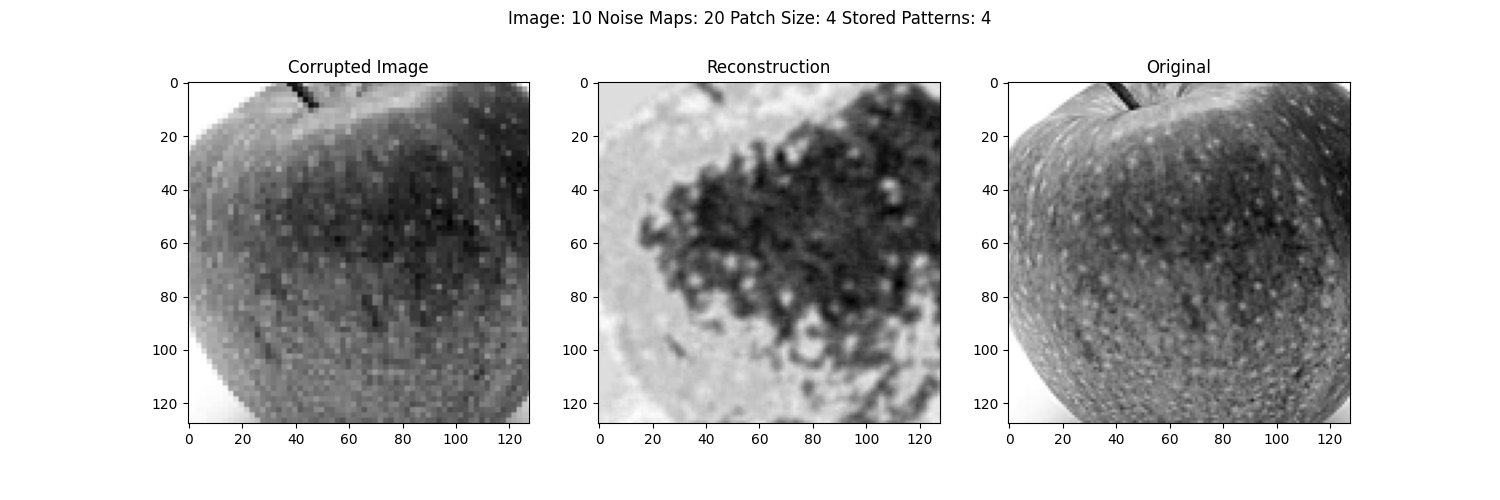 Image: 10 Noise Maps: 20 Patch Size: 4 Stored Patterns: 4
Corrupted Image Reconstruction Original
0 0 0
20 20 20
40 40 40
60 60 60
80 80 80
100 100 100
120 120 120
0 20 40 60 80 100 120 0 20 40 60 80 100 120 0 20 40 60 80 100 120